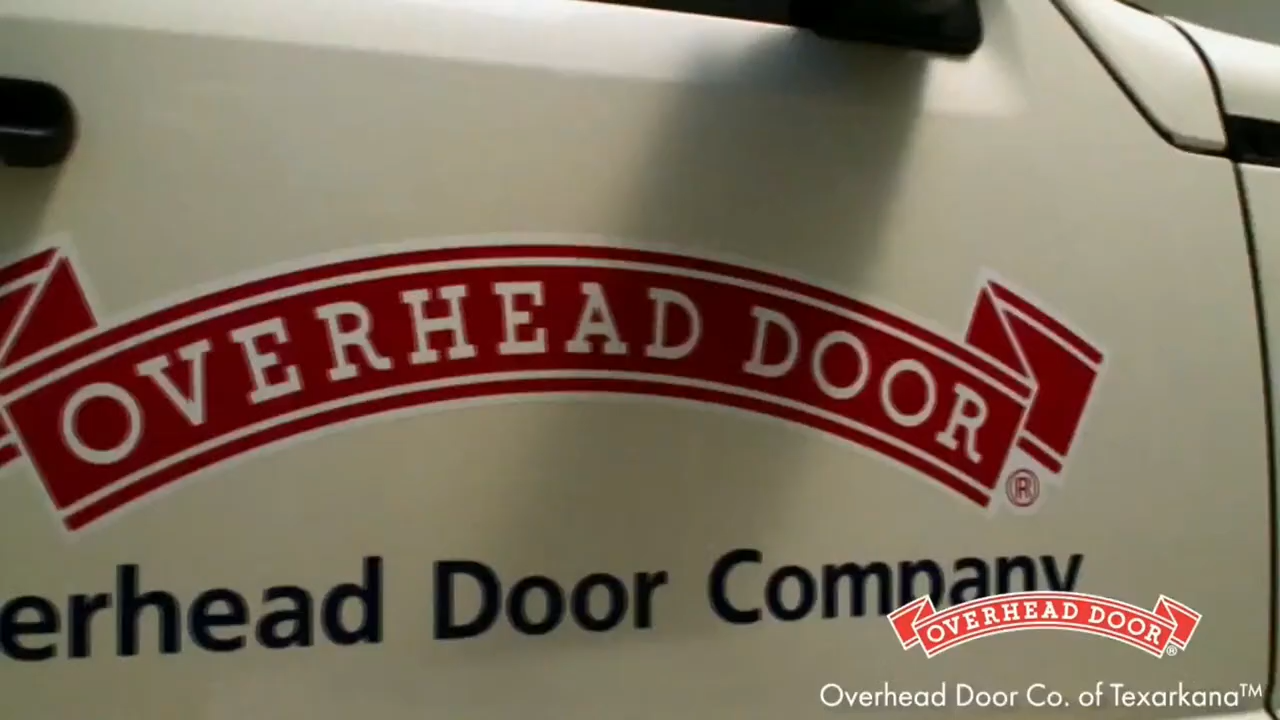 OVERHEAD DOOR
®
erhead Door Company
OVERHEAD DOOR
®
Overhead Door Co. of Texarkana™